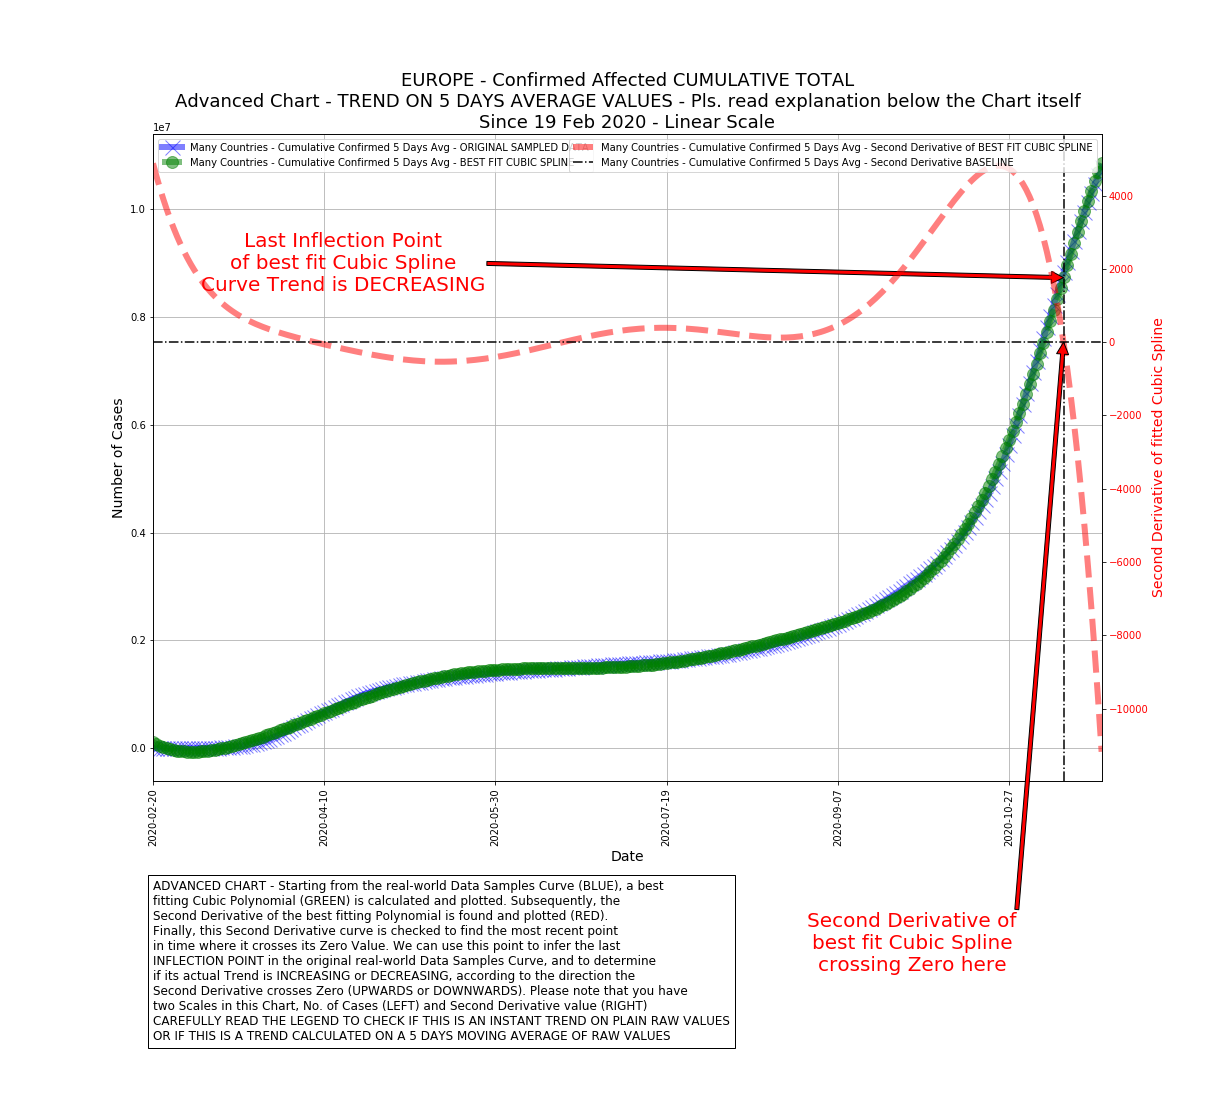 EUROPE - Confirmed Affected CUMULATIVE TOTAL
Advanced Chart - TREND ON 5 DAYS AVERAGE VALUES - Pls. read explanation below the Chart itself
Since 19 Feb 2020 - Linear Scale
1e7
Many Countries - Cumulative Confirmed 5 Days Avg - ORIGINAL SAMPLED DATA
Many Countries - Cumulative Confirmed 5 Days Avg - BEST FIT CUBIC SPLIN
Many Countries - Cumulative Confirmed 5 Days Avg - Second Derivative of BEST FIT CUBIC SPLINE
Many Countries - Cumulative Confirmed 5 Days Avg - Second Derivative BASELINE
Last Inflection Point
of best fit Cubic Spline
Curve Trend is DECREASING
Number of Cases
1.0
0.8
0.6
0.4
0.2
0.0
4000
2000
0
−2000
−4000
−6000
−8000
−10000
Second Derivative of fitted Cubic Spline
2020-02-20
2020-04-10
2020-05-30
2020-07-19
2020-09-07
2020-10-27
Date
Second Derivative of
best fit Cubic Spline
crossing Zero here
ADVANCED CHART - Starting from the real-world Data Samples Curve (BLUE), a best
fitting Cubic Polynomial (GREEN) is calculated and plotted. Subsequently, the
Second Derivative of the best fitting Polynomial is found and plotted (RED).
Finally, this Second Derivative curve is checked to find the most recent point
in time where it crosses its Zero Value. We can use this point to infer the last
INFLECTION POINT in the original real-world Data Samples Curve, and to determine
if its actual Trend is INCREASING or DECREASING, according to the direction the
Second Derivative crosses Zero (UPWARDS or DOWNWARDS). Please note that you have
two Scales in this Chart, No. of Cases (LEFT) and Second Derivative value (RIGHT)
CAREFULLY READ THE LEGEND TO CHECK IF THIS IS AN INSTANT TREND ON PLAIN RAW VALUES
OR IF THIS IS A TREND CALCULATED ON A 5 DAYS MOVING AVERAGE OF RAW VALUES